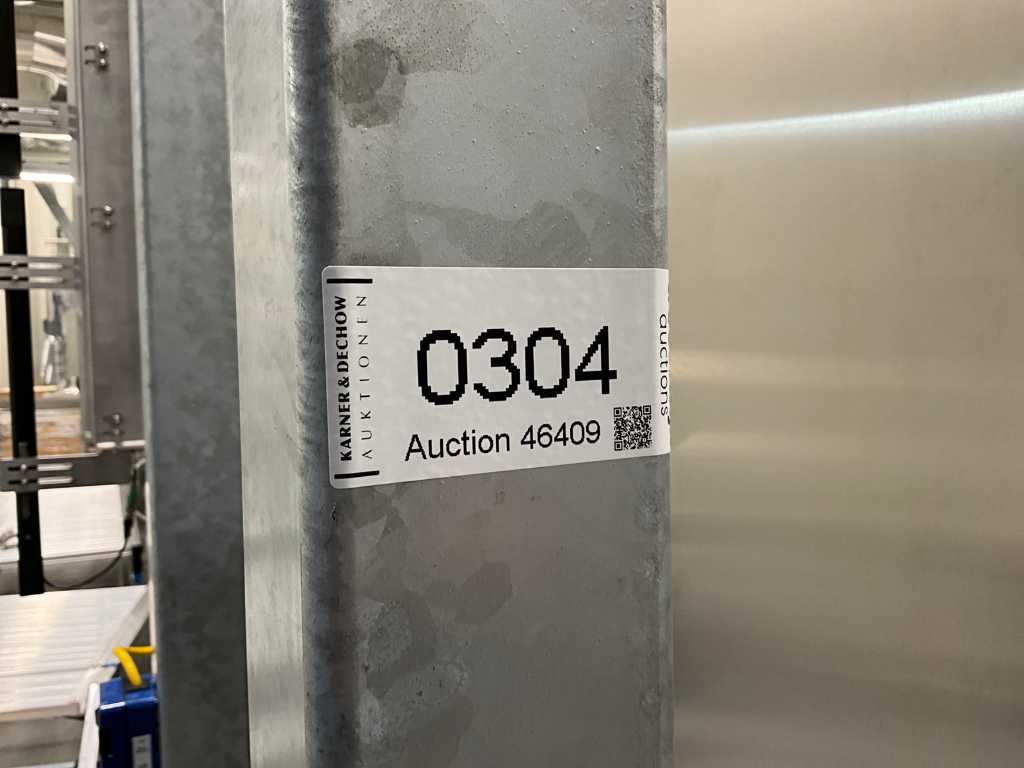 KARNER & DECHOW
AUKTIONEN
0304
Auction 46409
auctions